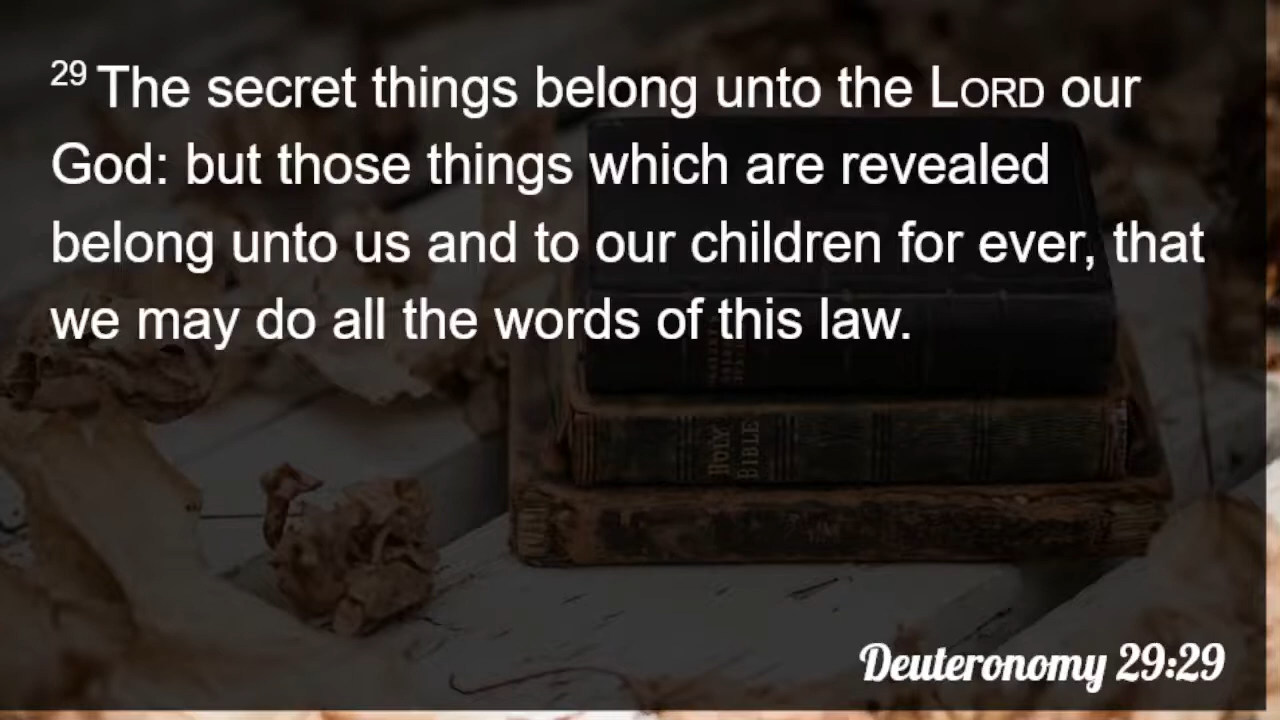 29 The secret things belong unto the LORD our
God: but those things which are revealed
belong unto us and to our children for ever, that
we may do all the words of this law.
HOLY
BIBLE
Deuteronomy 29:29